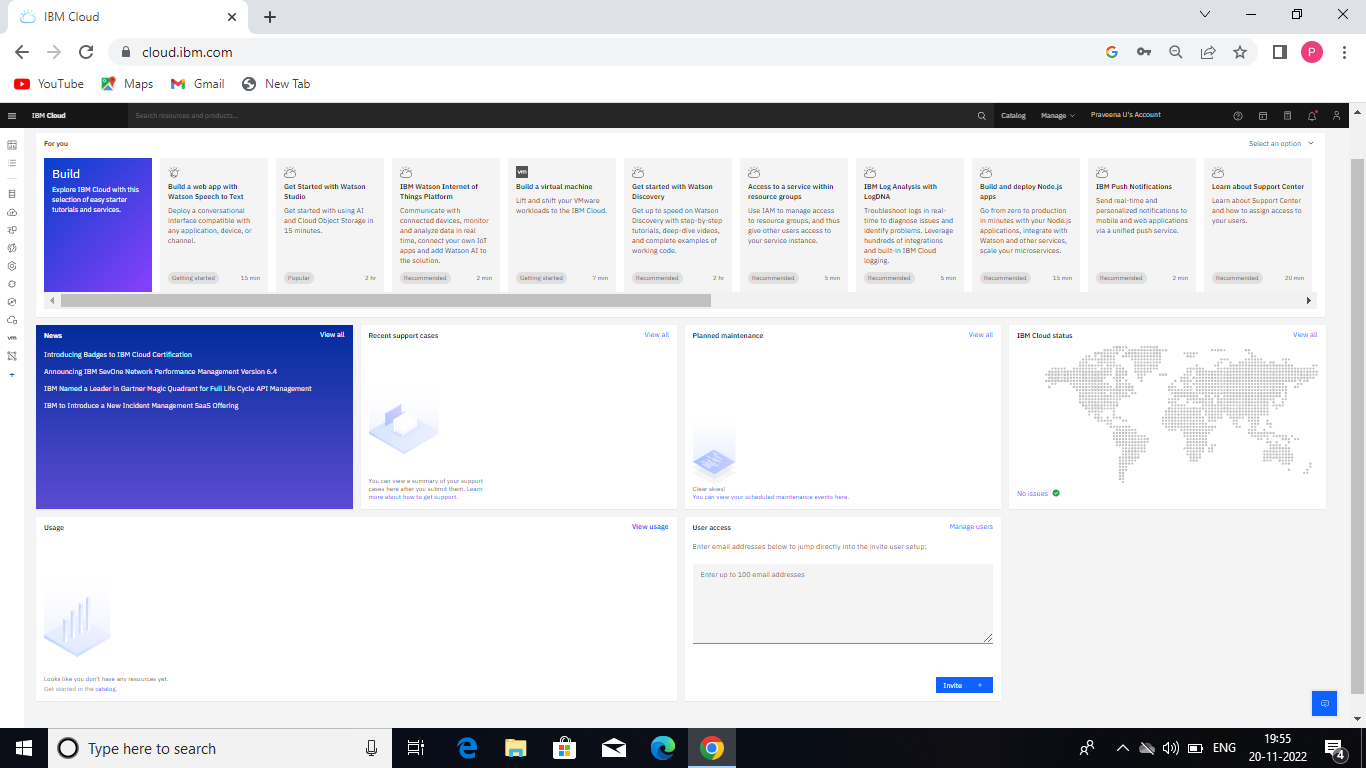 IBM Cloud
cloud.ibm.com
P
YouTube
Maps
Gmail
New Tab
IBM Cloud
Search resources and products...
Catalog
Manage
Praveena U's Account
For you
Select an option
Build
Explore IBM Cloud with this
selection of easy starter
tutorials and services.
Build a web app with
Watson Speech to Text
Deploy a conversational
interface compatible with
any application, device, or
channel.
Getting started
15 min
Get Started with Watson
Studio
Get started with using AI
and Cloud Object Storage in
15 minutes.
Popular
2 hr
IBM Watson Internet of
Things Platform
Communicate with
connected devices, monitor
and analyze data in real
time, connect your own IoT
apps and add Watson AI to
the solution.
Recommended
2 min
vm
Build a virtual machine
Lift and shift your VMware
workloads to the IBM Cloud.
Getting started
7 min
Get started with Watson
Discovery
Get up to speed on Watson
Discovery with step-by-step
tutorials, deep-dive videos,
and complete examples of
working code.
Recommended
2 hr
Access to a service within
resource groups
Use IAM to manage access
to resource groups, and thus
give other users access to
your service instance.
Recommended
5 min
IBM Log Analysis with
LogDNA
Troubleshoot logs in real-
time to diagnose issues and
identify problems. Leverage
hundreds of integrations
and built-in IBM Cloud
logging.
Recommended
5 min
Build and deploy Node.js
apps
Go from zero to production
in minutes with your Node.js
applications, integrate with
Watson and other services,
scale your microservices.
Recommended
15 min
IBM Push Notifications
Send real-time and
personalized notifications to
mobile and web applications
via a unified push service.
Recommended
2 min
Learn about Support Center
Learn about Support Center
and how to assign access to
your users.
Recommended
20 min
vm
News
View all
Introducing Badges to IBM Cloud Certification
Announcing IBM SevOne Network Performance Management Version 6.4
IBM Named a Leader in Gartner Magic Quadrant for Full Life Cycle API Management
IBM to Introduce a New Incident Management SaaS Offering
Recent support cases
View all
You can view a summary of your support
cases here after you submit them. Learn
more about how to get support.
Planned maintenance
View all
Clear skies!
You can view your scheduled maintenance events here.
IBM Cloud status
View all
No issues
Usage
View usage
Looks like you don't have any resources yet.
Get started in the catalog.
User access
Manage users
Enter email addresses below to jump directly into the invite user setup:
Enter up to 100 email addresses
Invite +
Type here to search
ENG
19:55
20-11-2022
4